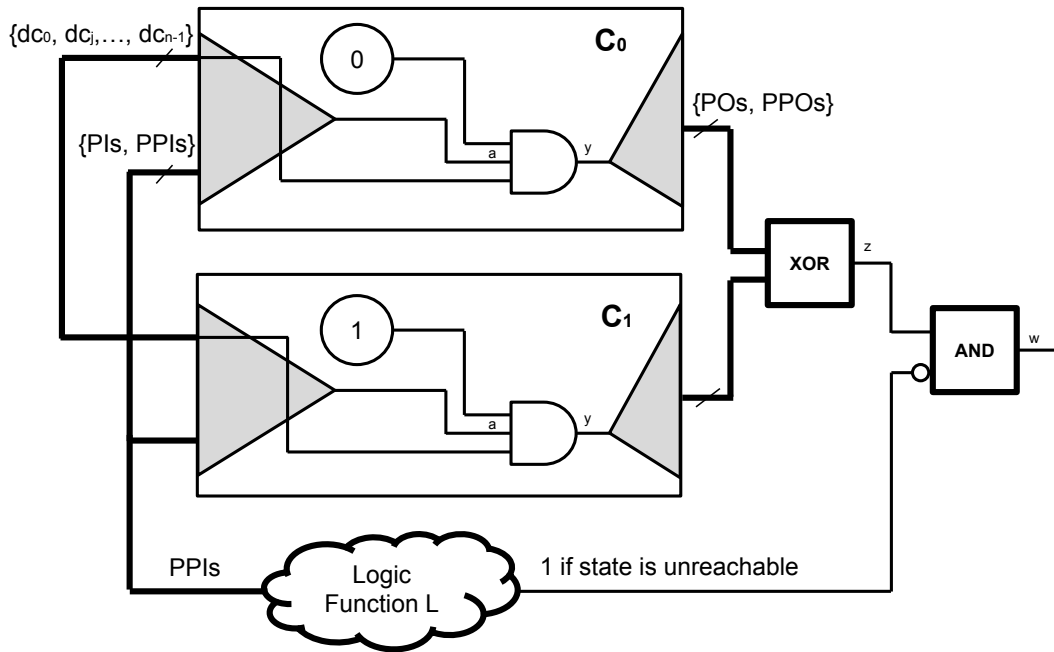 {dc0, dcj,…, dcn-1}
0
C0
{PIs, PPIs}
a
y
{POs, PPOs}
XOR
z
1
C1
a
y
AND
w
PPIs
Logic
Function L
1 if state is unreachable